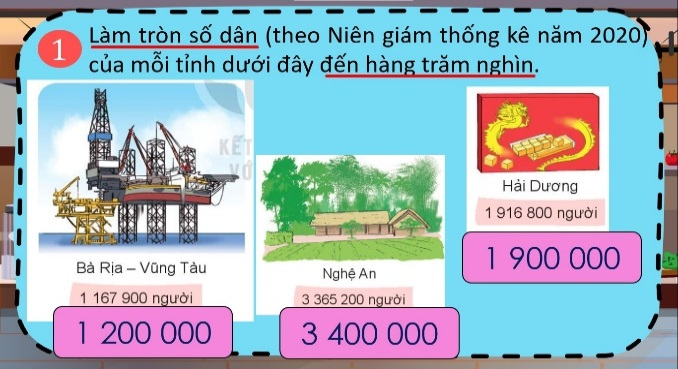 1
Làm tròn số dân (theo Niên giám thống kê năm 2020)
của mỗi tỉnh dưới đây đến hàng trăm nghìn.
KẾT
Hải Dương
1 916 800 người
1 900 000
Bà Rịa – Vũng Tàu
1 167 900 người
1 200 000
Nghệ An
3 365 200 người
3 400 000